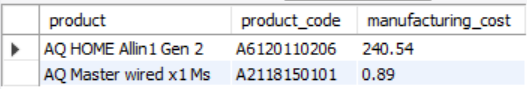 product product_code manufacturing_cost
AQ HOME Allin1 Gen 2 A6120110206 240.54
AQ Master wired x1 Ms A2118150101 0.89